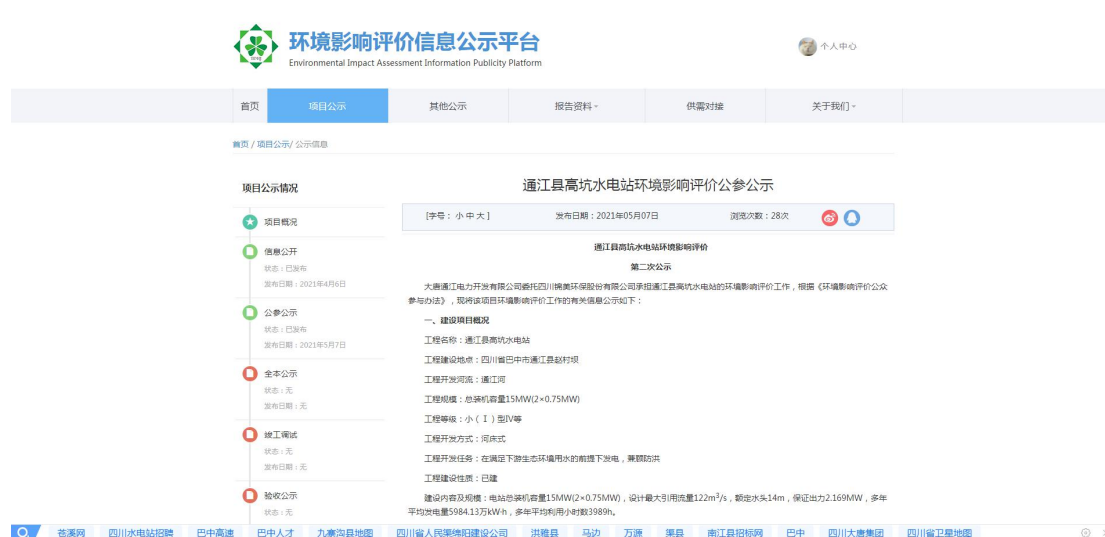 环境影响评价信息公示平台
Environmental Impact Assessment Information Publicity Platform
个人中心
首页 项目公示 其他公示 报告资料 供需对接 关于我们
首页 / 项目公示/ 公示信息
项目公示情况
项目概况
信息公开
状态：已发布
发布日期：2021年4月6日
公参公示
状态：已发布
发布日期：2021年5月7日
全本公示
状态：无
发布日期：无
竣工调试
状态：无
发布日期：无
验收公示
状态：无
通江县高坑水电站环境影响评价公参公示
[字号：小 中 大] 发布日期：2021年05月07日 浏览次数：28次
通江县高坑水电站环境影响评价
第二次公示
大唐通江电力开发有限公司委托四川锦美环保股份有限公司承担通江县高坑水电站的环境影响评价工作，根据《环境影响评价公众
参与办法》，现将该项目环境影响评价工作的有关信息公示如下：
一、建设项目概况
工程名称：通江县高坑水电站
工程建设地点：四川省巴中市通江县赵村坝
工程开发河流：通江河
工程规模：总装机容量15MW(2×0.75MW)
工程等级：小（Ⅰ）型IV等
工程开发方式：河床式
工程开发任务：在满足下游生态环境用水的前提下发电，兼顾防洪
工程建设性质：已建
建设内容及规模：电站总装机容量15MW(2×0.75MW)，设计最大引用流量122m³/s，额定水头14m，保证出力2.169MW，多年
平均发电量5984.13万kW·h，多年平均利用小时数3989h。
苍溪网 四川水电站招聘 巴中高速 巴中人才 九寨沟县地图 四川省人民渠绵阳建设公司 洪雅县 马边 万源 渠县 南江县招标网 巴中 四川大唐集团 四川省卫星地图